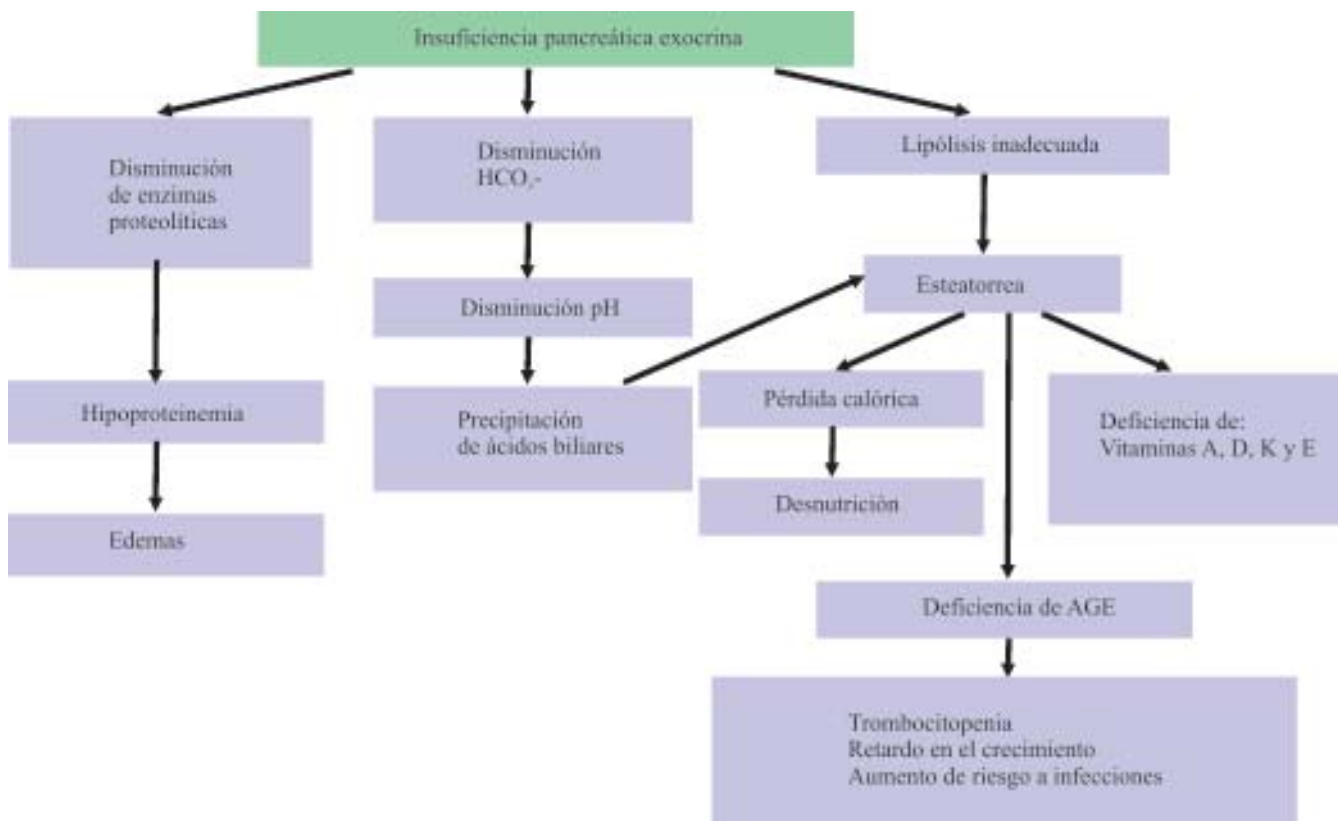 Insuficiencia pancreática exocrina
Disminución
de enzimas
proteolíticas
Hipoproteinemia
Edemas
Disminución
HCO3-
Disminución pH
Precipitación
de ácidos biliares
Lipólisis inadecuada
Esteatorrea
Pérdida calórica
Desnutrición
Deficiencia de:
Vitaminas A, D, K y E
Deficiencia de AGE
Trombocitopenia
Retardo en el crecimiento
Aumento de riesgo a infecciones